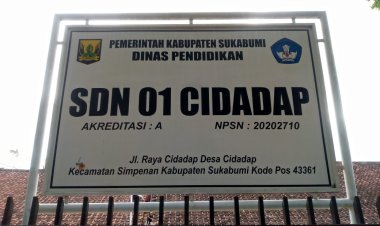 PEMERINTAH KABUPATEN SUKABUMI
DINAS PENDIDIKAN
SDN 01 CIDADAP
AKREDITASI : A NPSN : 20202710
Jl. Raya Cidadap Desa Cidadap
Kecamatan Simpenan Kabupaten Sukabumi Kode Pos 43361